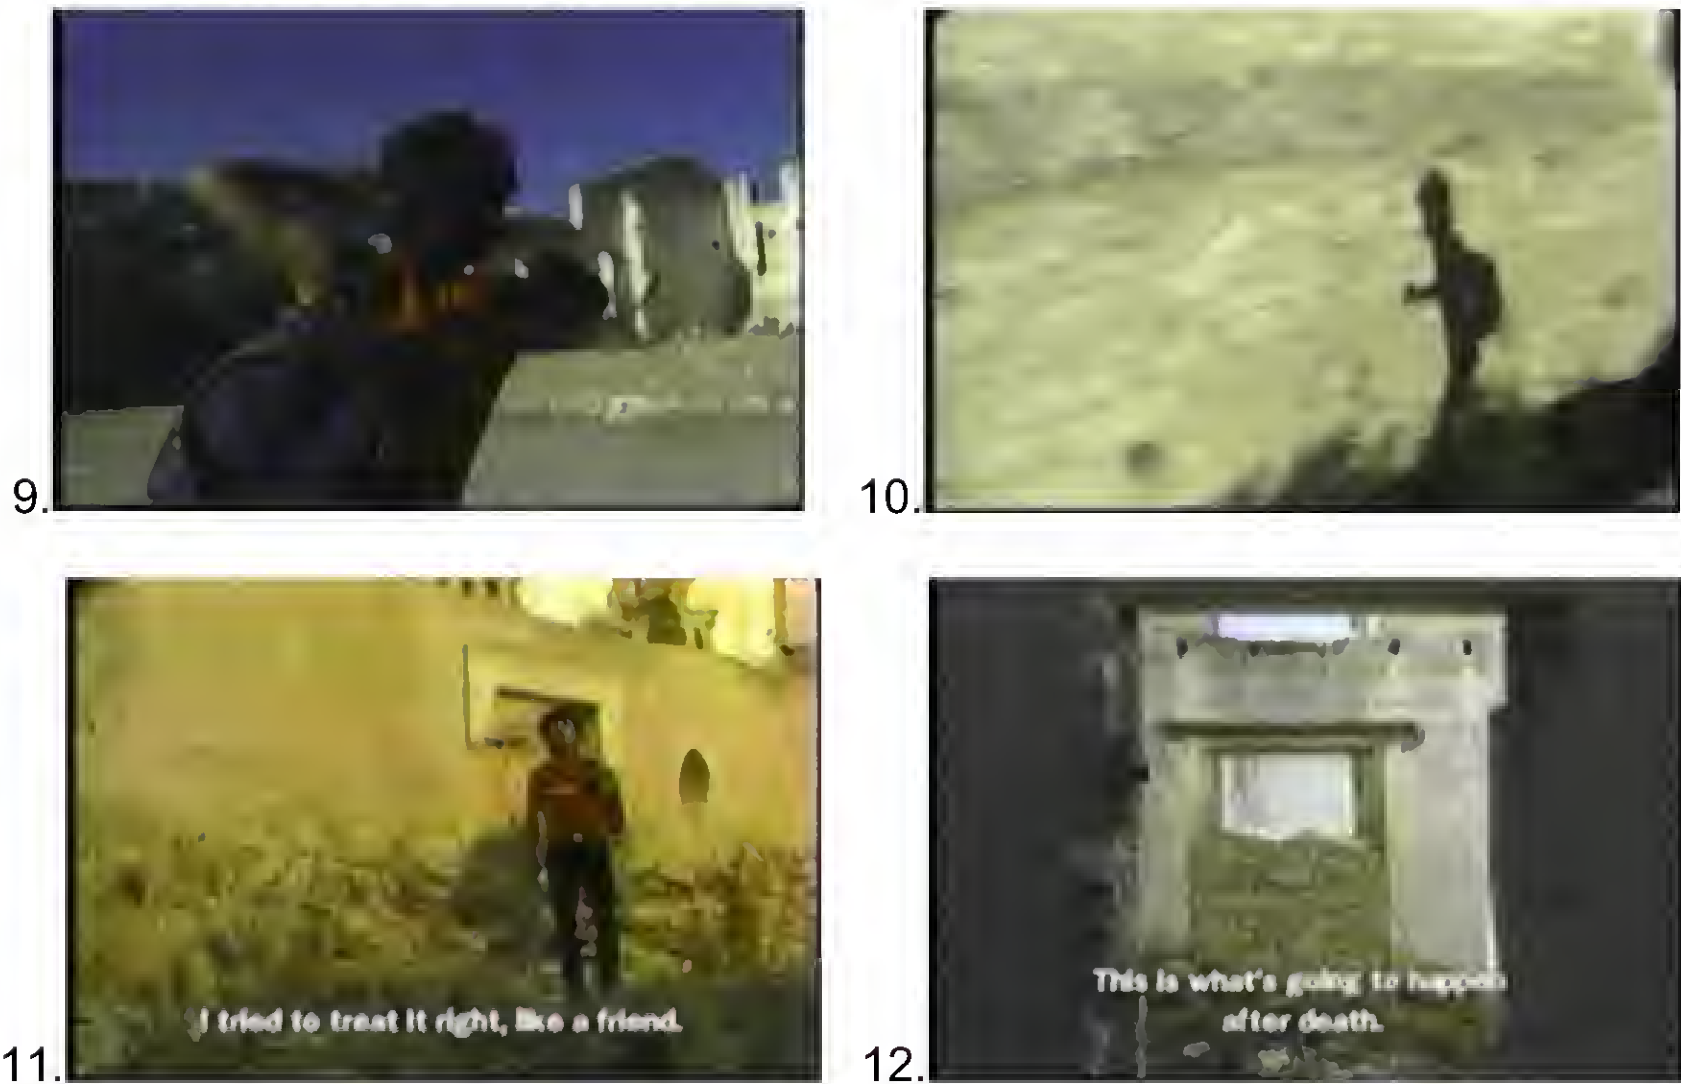 9.
10.
I tried to treat it right, like a friend.
11.
This is what's going to happen
after death.
12.